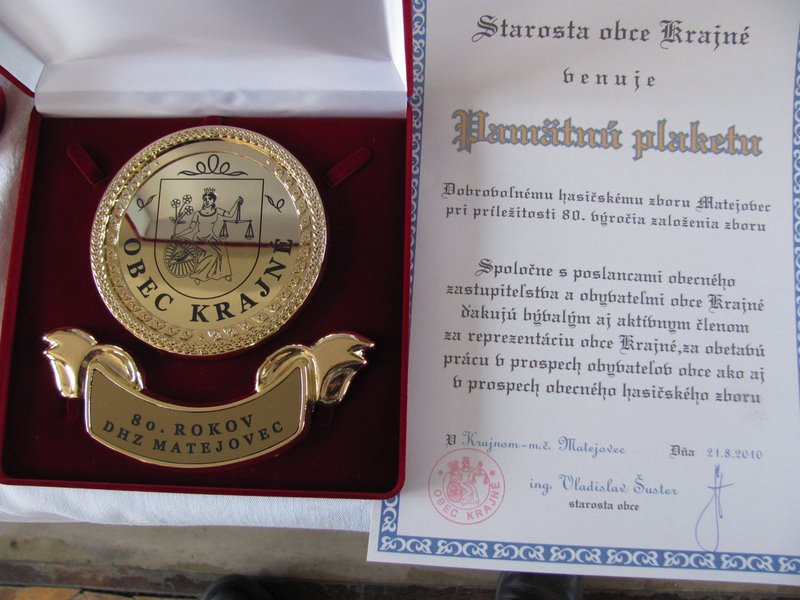 OBEC KRAJNÉ
80. ROKOV
DHZ MATEJOVEC
Starosta obce Krajné
venuje
Pamätnú plaketu
Dobrovoľnému hasičskému zboru Matejovec
pri príležitosti 80. výročia založenia zboru
Spoločne s poslancami obecného
zastupiteľstva a obyvateľmi obce Krajné
ďakujú bývalým aj aktívnym členom
za reprezentáciu obce Krajné,za obetavú
prácu v prospech obyvateľov obce ako aj
v prospech obecného hasičského zboru
V Krajnom-m.č. Matejovec Dňa 21.8.2010
ing. Vladislav Šuster
starosta obce
OBEC KRAJNÉ